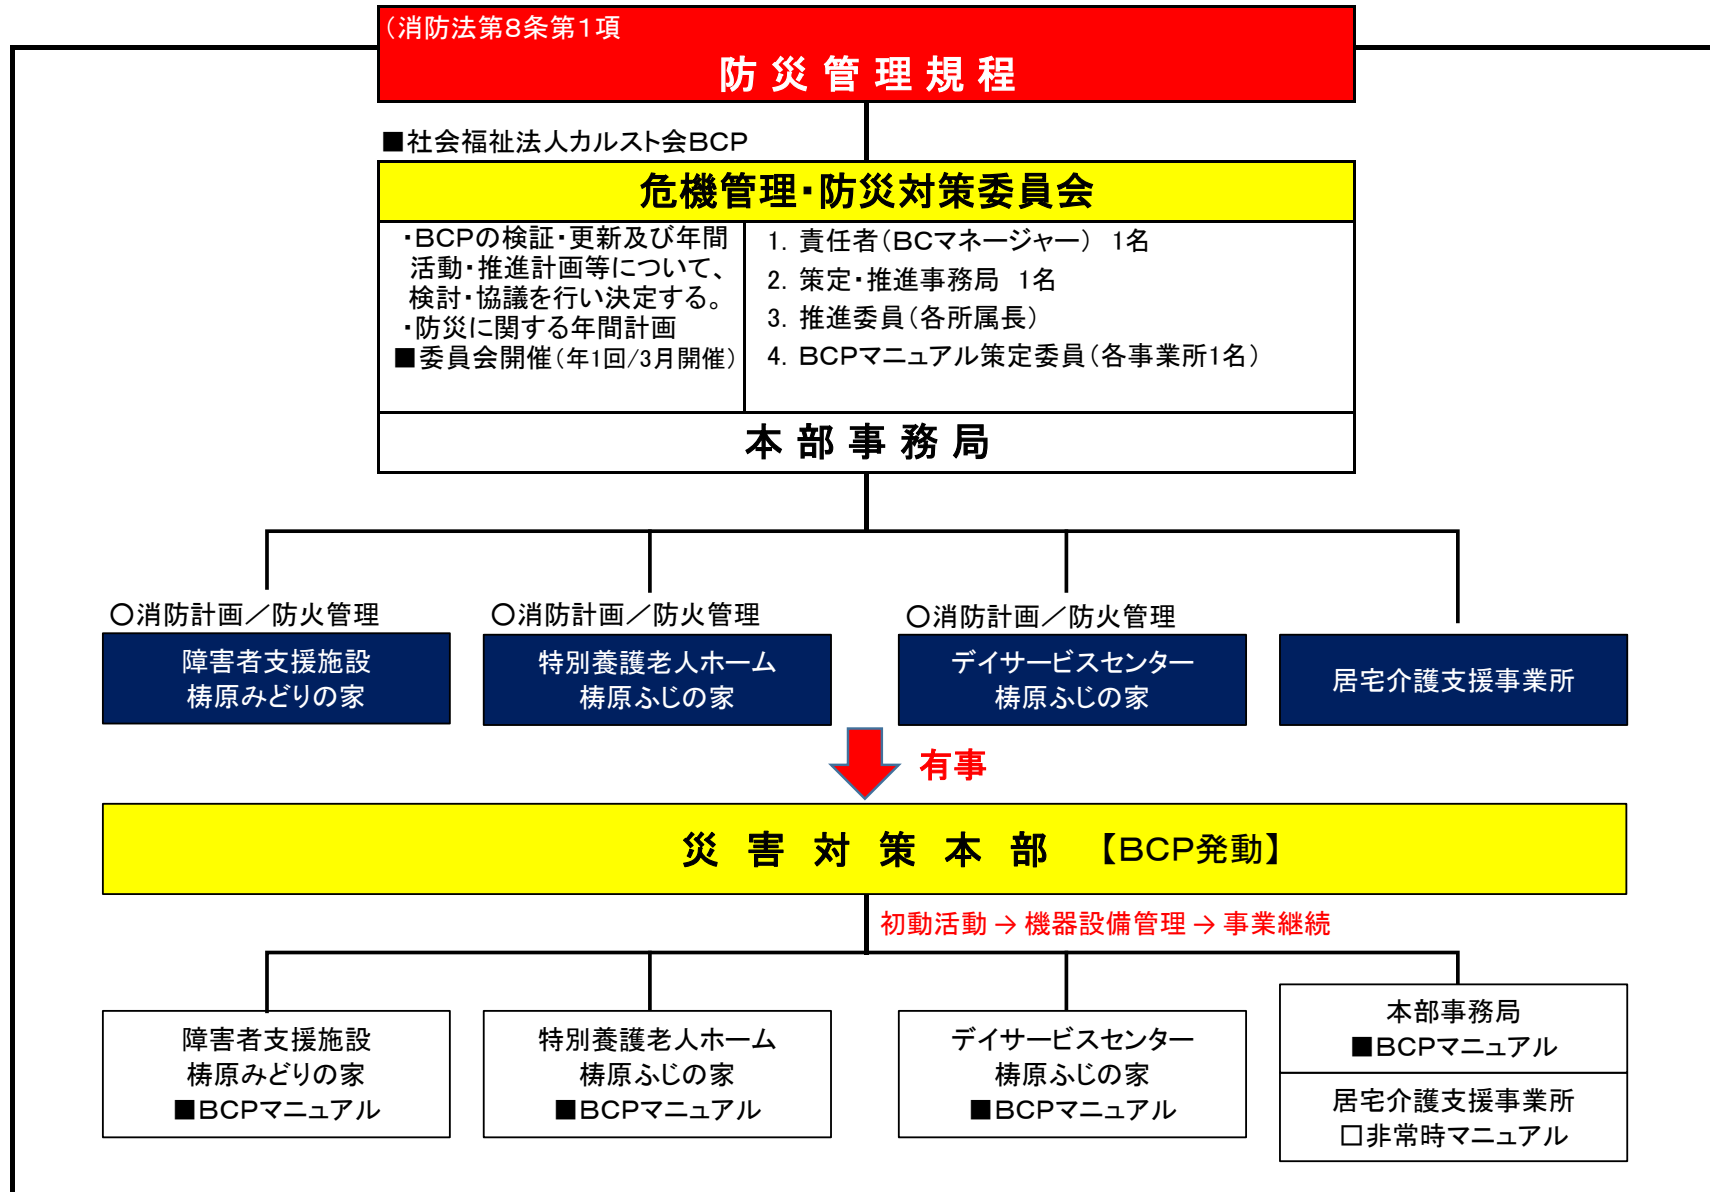 （消防法第８条第１項
防災管理規程
■社会福祉法人カルスト会ＢＣＰ
危機管理・防災対策委員会
・ＢＣＰの検証・更新及び年間
活動・推進計画等について、
検討・協議を行い決定する。
・防災に関する年間計画
■委員会開催（年1回/3月開催）
1. 責任者（ＢＣマネージャー）　1名
2. 策定・推進事務局　1名
3. 推進委員（各所属長）
4. ＢＣＰマニュアル策定委員（各事業所1名）
本部事務局
〇消防計画／防火管理
障害者支援施設
梼原みどりの家
〇消防計画／防火管理
特別養護老人ホーム
梼原ふじの家
〇消防計画／防火管理
デイサービスセンター
梼原ふじの家
居宅介護支援事業所
有事
災害対策本部　【ＢＣＰ発動】
初動活動→機器設備管理→事業継続
障害者支援施設
梼原みどりの家
■ＢＣＰマニュアル
特別養護老人ホーム
梼原ふじの家
■ＢＣＰマニュアル
デイサービスセンター
梼原ふじの家
■ＢＣＰマニュアル
本部事務局
■ＢＣＰマニュアル
居宅介護支援事業所
□非常時マニュアル